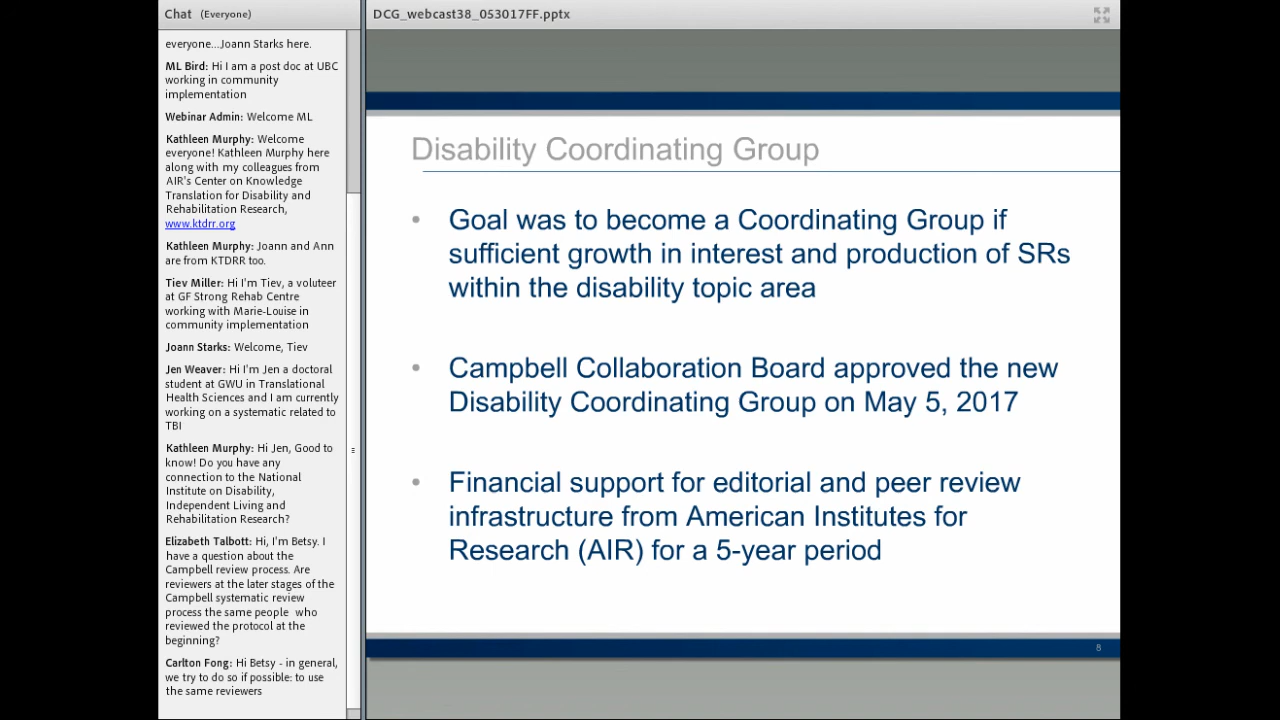 Chat (Everyone)
everyone...Joann Starks here.
ML Bird: Hi I am a post doc at UBC
working in community
implementation
Webinar Admin: Welcome ML
Kathleen Murphy: Welcome
everyone! Kathleen Murphy here
along with my colleagues from
AIR's Center on Knowledge
Translation for Disability and
Rehabilitation Research,
www.ktdrr.org
Kathleen Murphy: Joann and Ann
are from KTDRR too.
Tiev Miller: Hi I'm Tiev, a voluteer
at GF Strong Rehab Centre
working with Marie-Louise in
community implementation
Joann Starks: Welcome, Tiev
Jen Weaver: Hi I'm Jen a doctoral
student at GWU in Translational
Health Sciences and I am currently
working on a systematic related to
TBI
Kathleen Murphy: Hi Jen, Good to
know! Do you have any
connection to the National
Institute on Disability,
Independent Living and
Rehabilitation Research?
Elizabeth Talbott: Hi, I'm Betsy. I
have a question about the
Campbell review process. Are
reviewers at the later stages of the
Campbell systematic review
process the same people who
reviewed the protocol at the
beginning?
Carlton Fong: Hi Betsy - in general,
we try to do so if possible: to use
the same reviewers
DCG_webcast38_053017FF.pptx
Disability Coordinating Group
• Goal was to become a Coordinating Group if
sufficient growth in interest and production of SRs
within the disability topic area
• Campbell Collaboration Board approved the new
Disability Coordinating Group on May 5, 2017
• Financial support for editorial and peer review
infrastructure from American Institutes for
Research (AIR) for a 5-year period
8